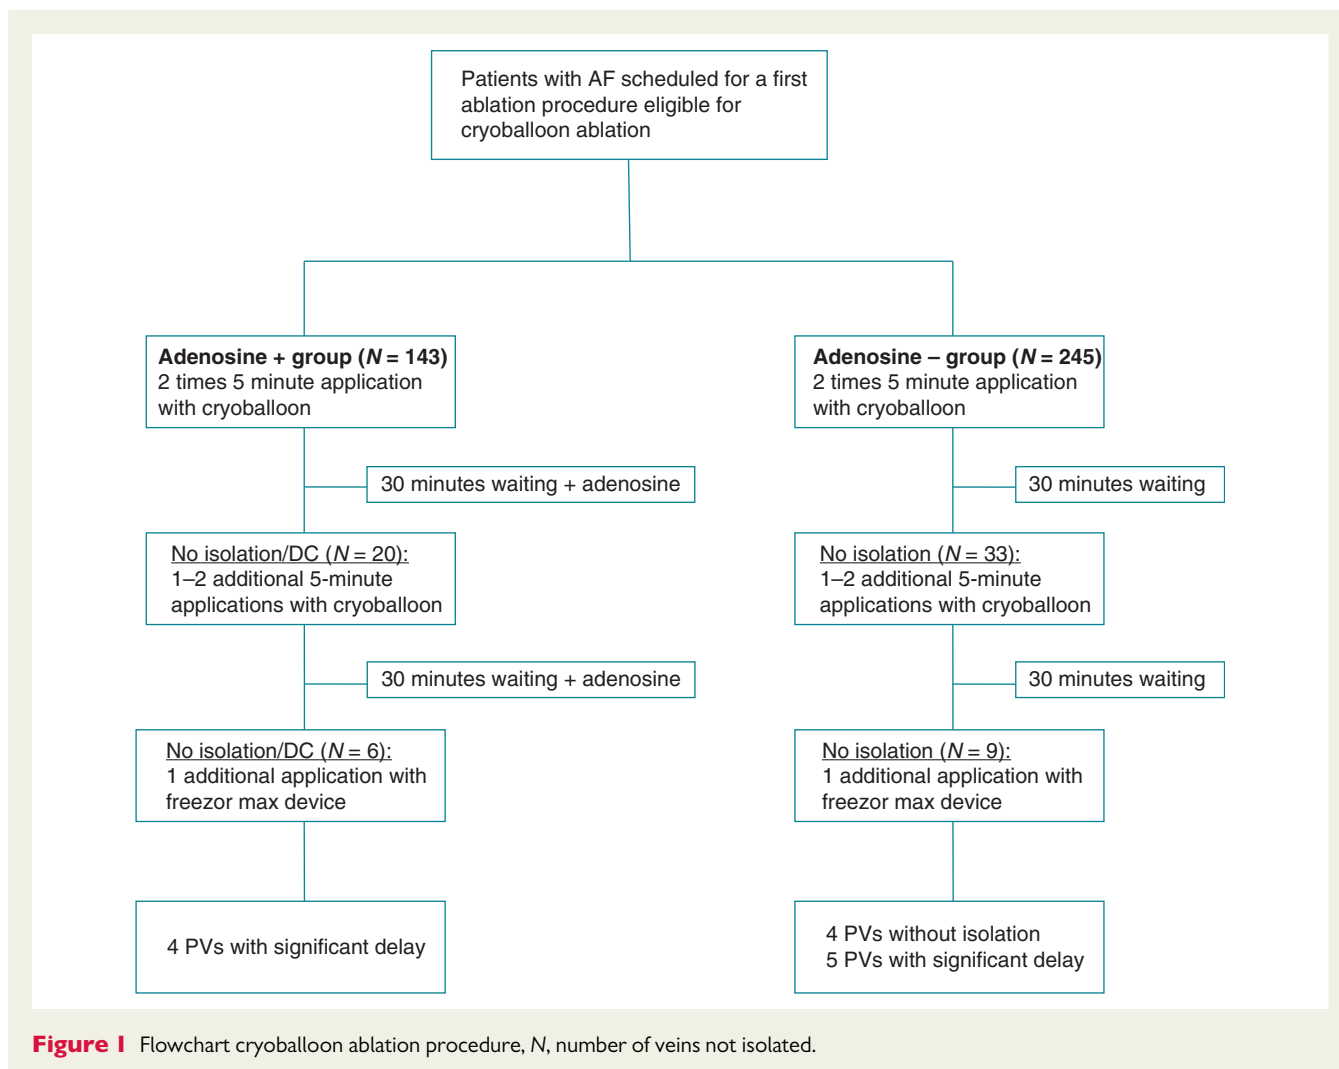 Patients with AF scheduled for a first
ablation procedure eligible for
cryoballoon ablation
Adenosine + group (N = 143)
2 times 5 minute application
with cryoballoon
30 minutes waiting + adenosine
No isolation/DC (N = 20):
1–2 additional 5-minute
applications with cryoballoon
30 minutes waiting + adenosine
No isolation/DC (N = 6):
1 additional application with
freezor max device
4 PVs with significant delay
Adenosine – group (N = 245)
2 times 5 minute application
with cryoballoon
30 minutes waiting
No isolation (N = 33):
1–2 additional 5-minute
applications with cryoballoon
30 minutes waiting
No isolation (N = 9):
1 additional application with
freezor max device
4 PVs without isolation
5 PVs with significant delay
Figure 1 Flowchart cryoballoon ablation procedure, N, number of veins not isolated.